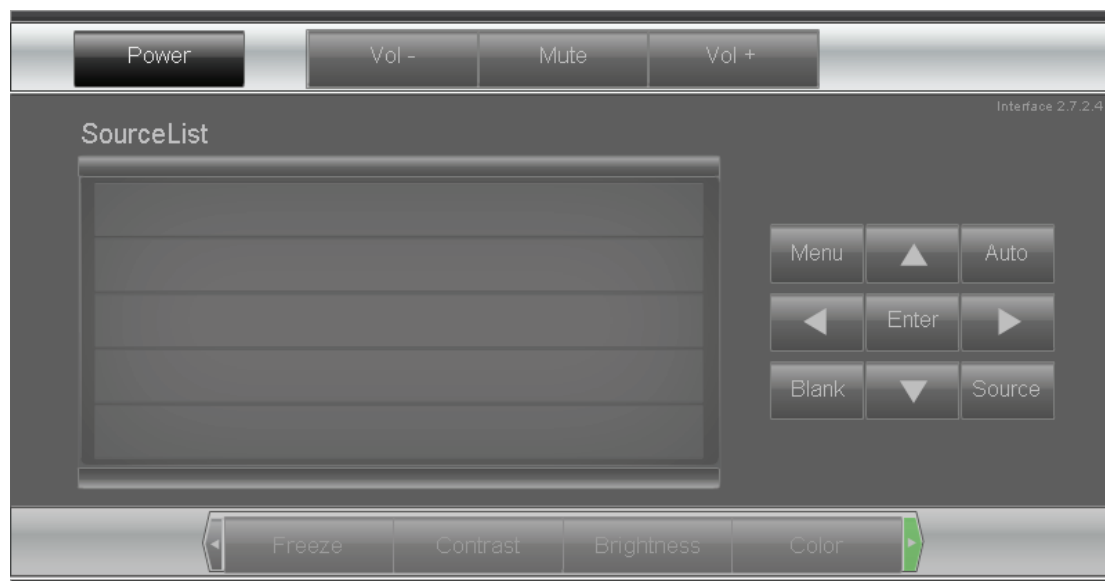 Power
Vol - Mute Vol +
Interface 2.7.2.4
SourceList
Menu Auto
Enter
Blank Source
Freeze Contrast Brightness Color